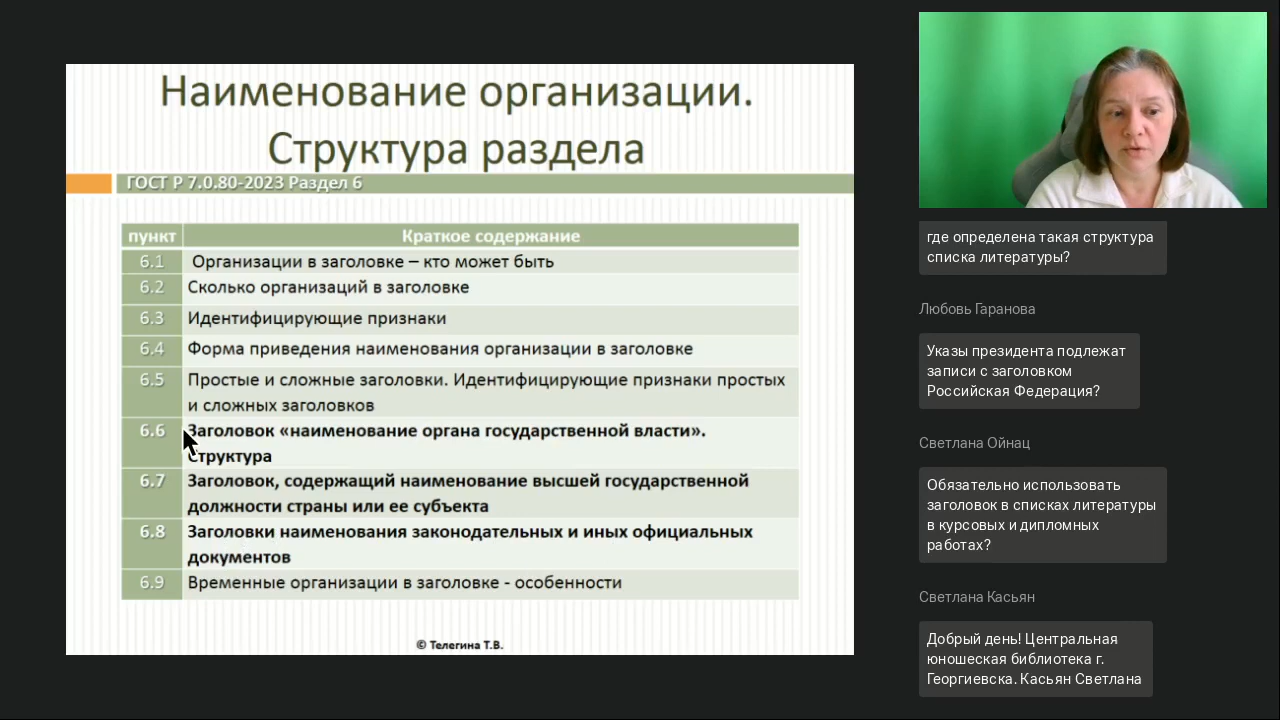 Наименование организации.
Структура раздела
ГОСТ Р 7.0.80-2023 Раздел 6
пункт Краткое содержание
6.1 Организации в заголовке – кто может быть
6.2 Сколько организаций в заголовке
6.3 Идентифицирующие признаки
6.4 Форма приведения наименования организации в заголовке
6.5 Простые и сложные заголовки. Идентифицирующие признаки простых
и сложных заголовков
6.6 Заголовок «наименование органа государственной власти».
Структура
6.7 Заголовок, содержащий наименование высшей государственной
должности страны или ее субъекта
6.8 Заголовки наименования законодательных и иных официальных
документов
6.9 Временные организации в заголовке - особенности
© Телегина Т.В.
где определена такая структура
списка литературы?
Любовь Гаранова
Указы президента подлежат
записи с заголовком
Российская Федерация?
Светлана Ойнац
Обязательно использовать
заголовок в списках литературы
в курсовых и дипломных
работах?
Светлана Касьян
Добрый день! Центральная
юношеская библиотека г.
Георгиевска. Касьян Светлана